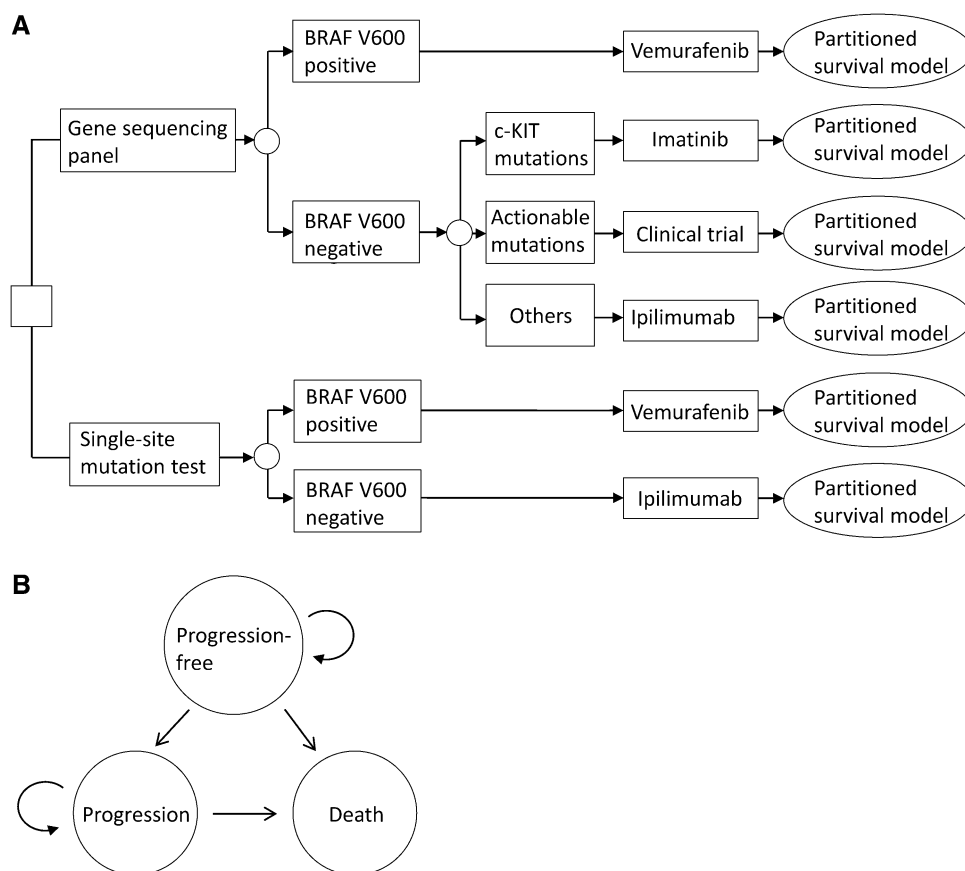 A
Gene sequencing
panel
BRAF V600
positive
Vemurafenib
Partitioned
survival model
BRAF V600
negative
c-KIT
mutations
Imatinib
Partitioned
survival model
Actionable
mutations
Clinical trial
Partitioned
survival model
Others
Ipilimumab
Partitioned
survival model
Single-site
mutation test
BRAF V600
positive
Vemurafenib
Partitioned
survival model
BRAF V600
negative
Ipilimumab
Partitioned
survival model
B
Progression-
free
Progression
Death